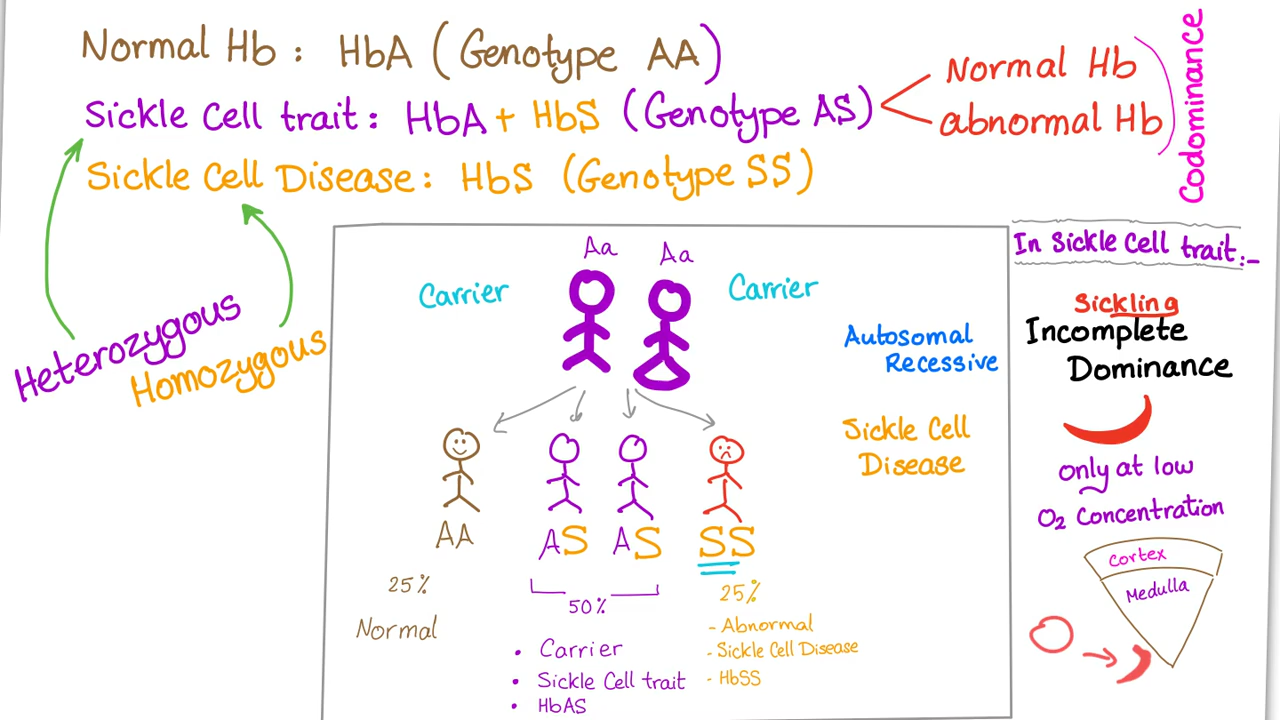 Normal Hb : HbA (Genotype AA)
Sickle Cell trait: HbA + HbS (Genotype AS)
Normal Hb
abnormal Hb
Codominance
Sickle Cell Disease: HbS (Genotype SS)
Heterozygous
Homozygous
Aa Aa
Carrier Carrier
Autosomal
Recessive
Sickle Cell
Disease
AA AS AS SS
25% 50% 25%
Normal
• Carrier
• Sickle Cell trait
• HbAS
- Abnormal
- Sickle Cell Disease
- HbSS
In Sickle Cell trait:-
Sickling
Incomplete
Dominance
only at low
O₂ Concentration
Cortex
Medulla